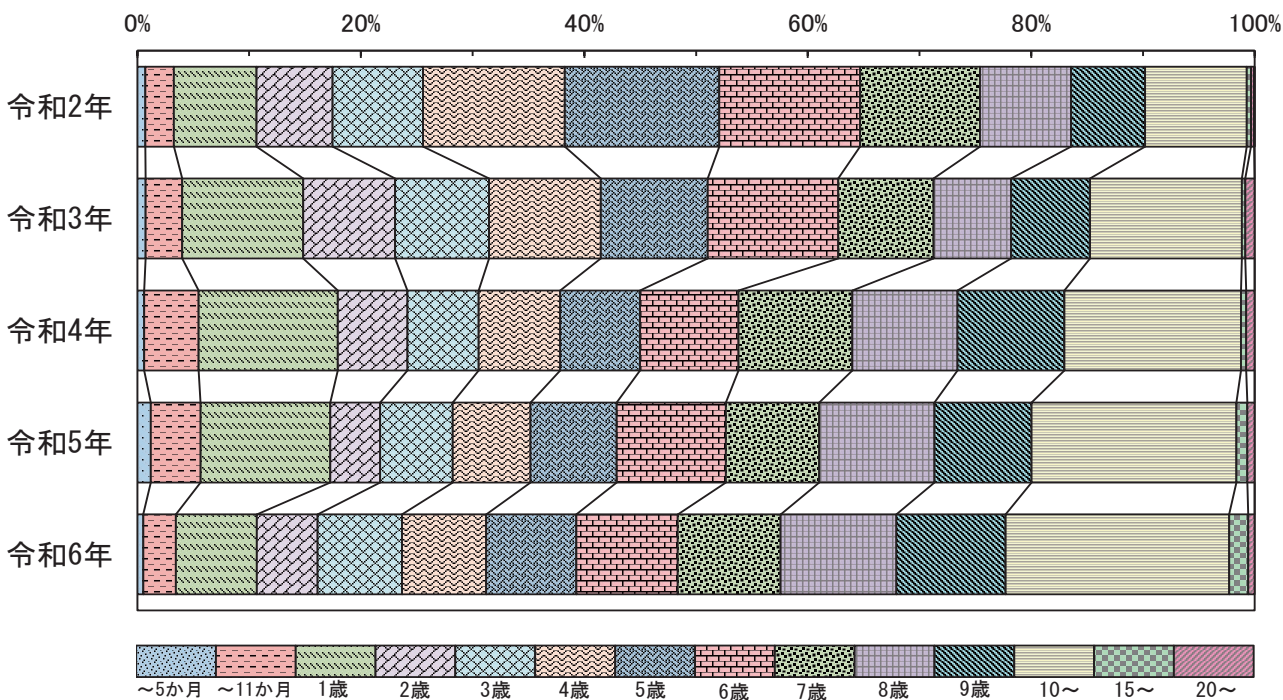 0% 20% 40% 60% 80% 100%
令和2年
令和3年
令和4年
令和5年
令和6年
～5か月 ～11か月 1歳 2歳 3歳 4歳 5歳 6歳 7歳 8歳 9歳 10～ 15～ 20～